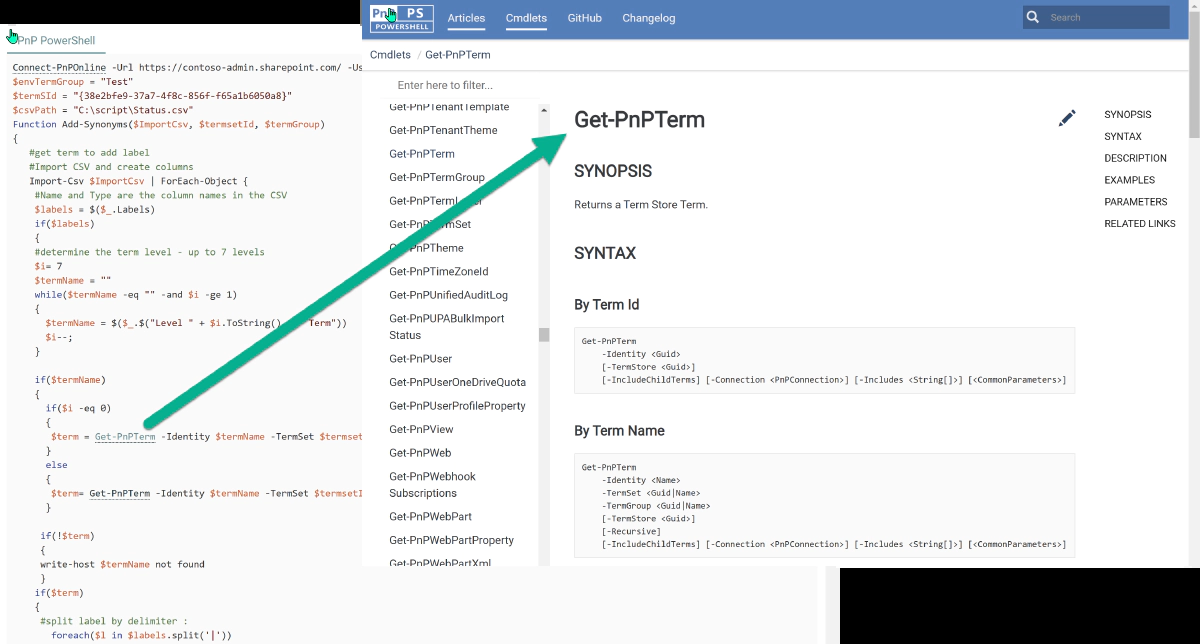 PnP PowerShell
Connect-PnPOnline -Url https://contoso-admin.sharepoint.com/ -Us
$envTermGroup = "Test"
$termSId = "{38e2bfe9-37a7-4f8c-856f-f65a1b6050a8}"
$csvPath = "C:\script\Status.csv"
Function Add-Synonyms($ImportCsv, $termsetId, $termGroup)
{
#get term to add label
#Import CSV and create columns
Import-Csv $ImportCsv | ForEach-Object {
#Name and Type are the column names in the CSV
$labels = $($_.Labels)
if($labels)
{
#determine the term level - up to 7 levels
$i= 7
$termName = ""
while($termName -eq "" -and $i -ge 1)
{
$termName = $($_.$("Level " + $i.ToString() Term"))
$i--;
}
if($termName)
{
if($i -eq 0)
{
$term = Get-PnPTerm -Identity $termName -TermSet $termset
}
else
{
$term= Get-PnPTerm -Identity $termName -TermSet $termsetI
}
if(!$term)
{
write-host $termName not found
}
if($term)
{
#split label by delimiter :
foreach($l in $labels.split('|'))
PnP PS
POWERSHELL
Articles
Cmdlets
GitHub
Changelog
Search
Cmdlets / Get-PnPTerm
Enter here to filter...
Get-PnPTenantTemplate
Get-PnPTenantTheme
Get-PnPTerm
Get-PnPTermGroup
Get-PnPTermL
Get-PnPTermSet
Get-PnPTheme
Get-PnPTimeZoneId
Get-PnPUnifiedAuditLog
Get-PnPUPABulkImport
Status
Get-PnPUser
Get-PnPUserOneDriveQuota
Get-PnPUserProfileProperty
Get-PnPView
Get-PnPWeb
Get-PnPWebhook
Subscriptions
Get-PnPWebPart
Get-PnPWebPartProperty
Get-PnPWebPartXml
Get-PnPTerm
SYNOPSIS
Returns a Term Store Term.
SYNTAX
By Term Id
Get-PnPTerm
-Identity <Guid>
[-TermStore <Guid>]
[-IncludeChildTerms] [-Connection <PnPConnection>] [-Includes <String[]>] [<CommonParameters>]
By Term Name
Get-PnPTerm
-Identity <Name>
-TermSet <Guid|Name>
-TermGroup <Guid|Name>
[-TermStore <Guid>]
[-Recursive]
[-IncludeChildTerms] [-Connection <PnPConnection>] [-Includes <String[]>] [<CommonParameters>]
SYNOPSIS
SYNTAX
DESCRIPTION
EXAMPLES
PARAMETERS
RELATED LINKS